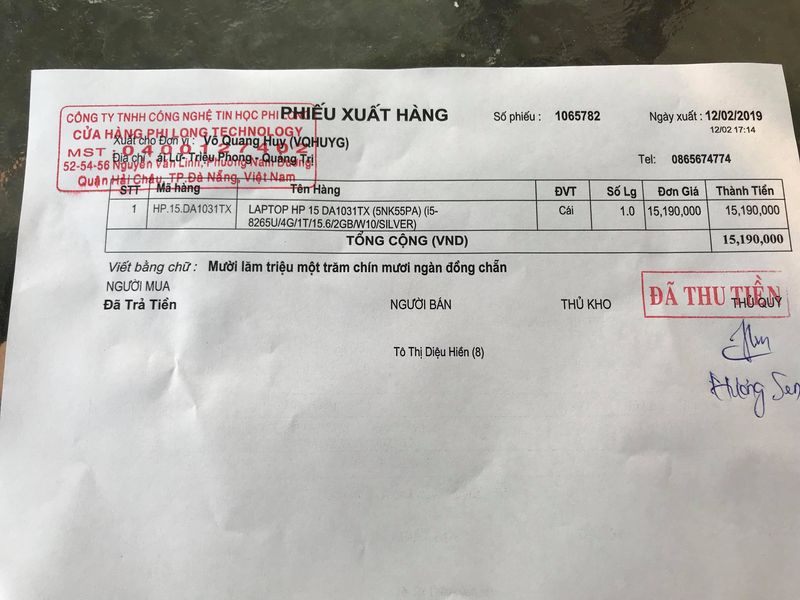 CÔNG TY TNHH CÔNG NGHỆ TIN HỌC PHI
CỬA HÀNG PHI LONG TECHNOLOGY
MST : 0400127402
52-54-56 Nguyễn Văn Linh, Phường Nam Dương
Quận Hải Châu, TP.Đà Nẵng, Việt Nam
PHIẾU XUẤT HÀNG
Số phiếu : 1065782
Ngày xuất : 12/02/2019
12/02 17:14
Xuất cho Đơn vị : Võ Quang Huy (VQHUYG)
Địa chỉ : ái Tử- Triệu Phong - Quảng Trị
Tel: 0865674774
STT Mã hàng Tên Hàng ĐVT Số Lg Đơn Giá Thành Tiền
1 HP.15.DA1031TX LAPTOP HP 15 DA1031TX (5NK55PA) (i5- Cái 1.0 15,190,000 15,190,000
8265U/4G/1T/15.6/2GB/W10/SILVER)
TỔNG CỘNG (VND) 15,190,000
Viết bằng chữ : Mười lăm triệu một trăm chín mươi ngàn đồng chẵn
NGƯỜI MUA
Đã Trả Tiền
NGƯỜI BÁN
THỦ KHO
THỦ QUỸ
ĐÃ THU TIỀN
Tô Thị Diệu Hiền (8)
Hương Sen